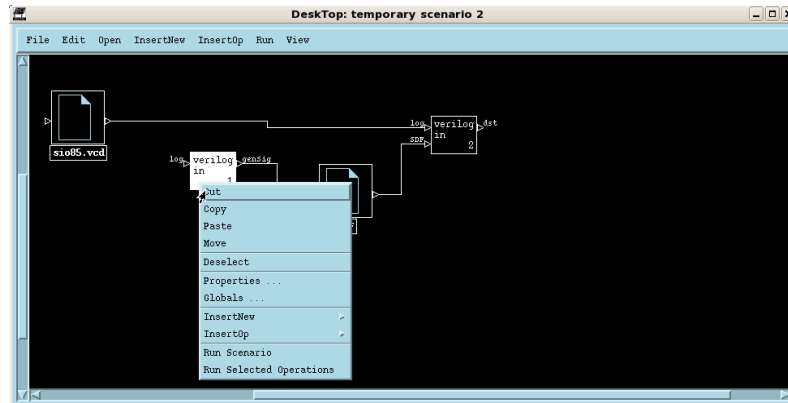 DeskTop: temporary scenario 2
File Edit Open InsertNew InsertOp Run View
sio85.vcd
log
verilog
in
1
genSig
log
SDF
verilog
in
2
dst
Cut
Copy
Paste
Move
Deselect
Properties ...
Globals ...
InsertNew
InsertOp
Run Scenario
Run Selected Operations